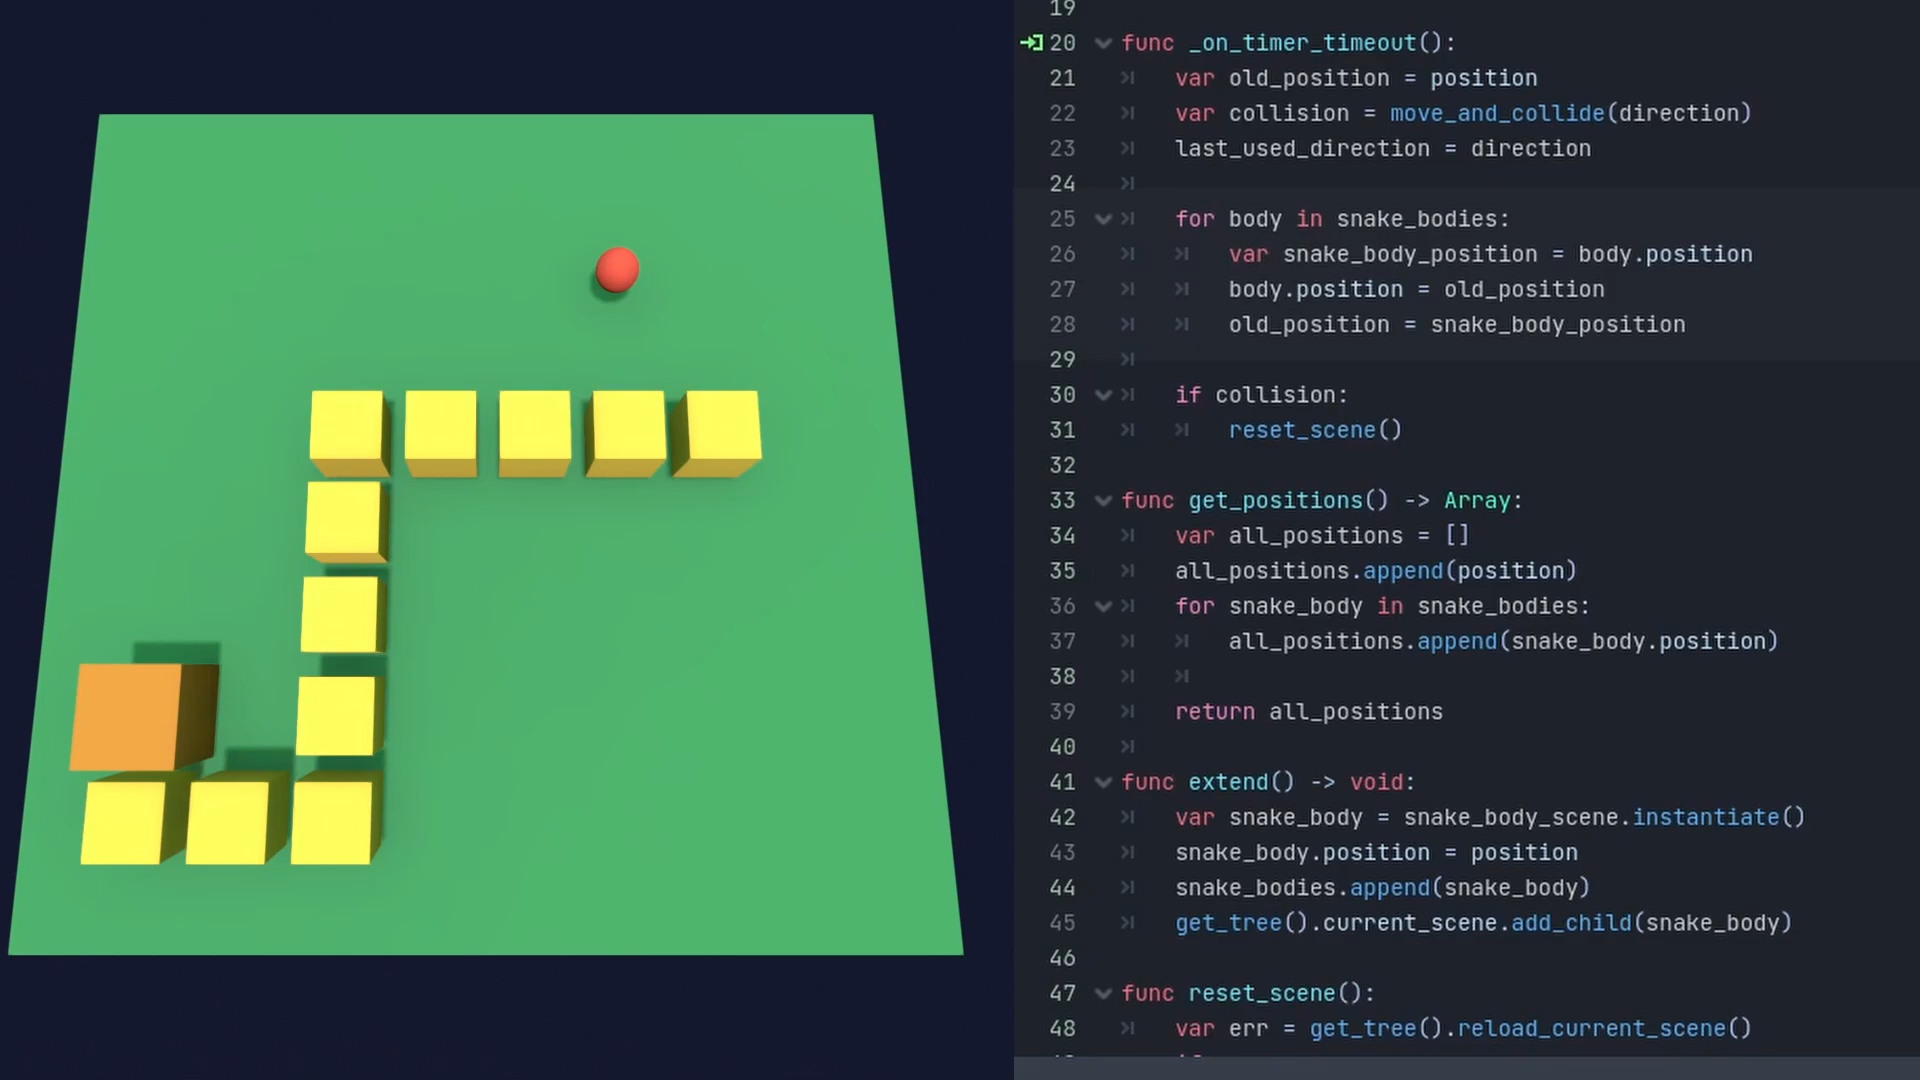 19
20 func _on_timer_timeout():
21 var old_position = position
22 var collision = move_and_collide(direction)
23 last_used_direction = direction
24
25 for body in snake_bodies:
26 var snake_body_position = body.position
27 body.position = old_position
28 old_position = snake_body_position
29
30 if collision:
31 reset_scene()
32
33 func get_positions() -> Array:
34 var all_positions = []
35 all_positions.append(position)
36 for snake_body in snake_bodies:
37 all_positions.append(snake_body.position)
38
39 return all_positions
40
41 func extend() -> void:
42 var snake_body = snake_body_scene.instantiate()
43 snake_body.position = position
44 snake_bodies.append(snake_body)
45 get_tree().current_scene.add_child(snake_body)
46
47 func reset_scene():
48 var err = get_tree().reload_current_scene()